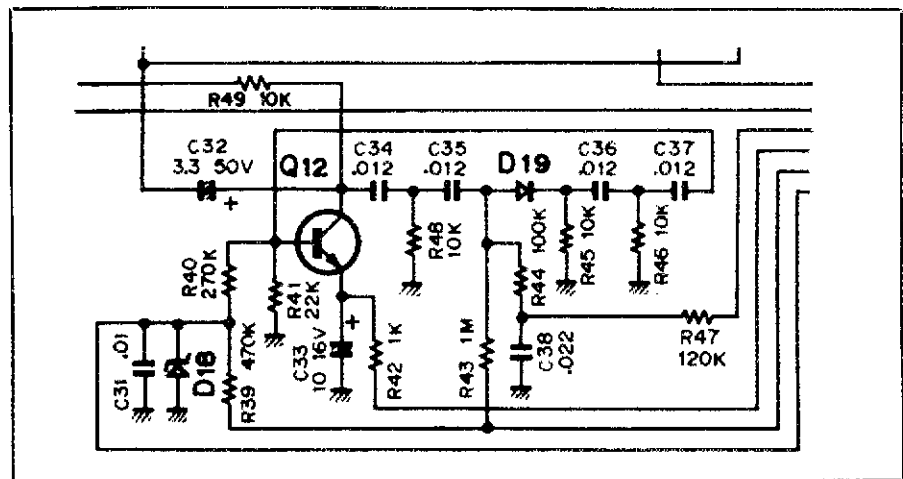 R49 10K
C32
3.3 50V
Q12
C34
.012
C35
.012
D19
C36
.012
C37
.012
R48
10K
100K
R44
10K
R45
10K
R46
R40
270K
R41
22K
+
+
C31
.01
D18
470K
R39
C33
10 16V
1K
R42
1M
R43
C38
.022
R47
120K